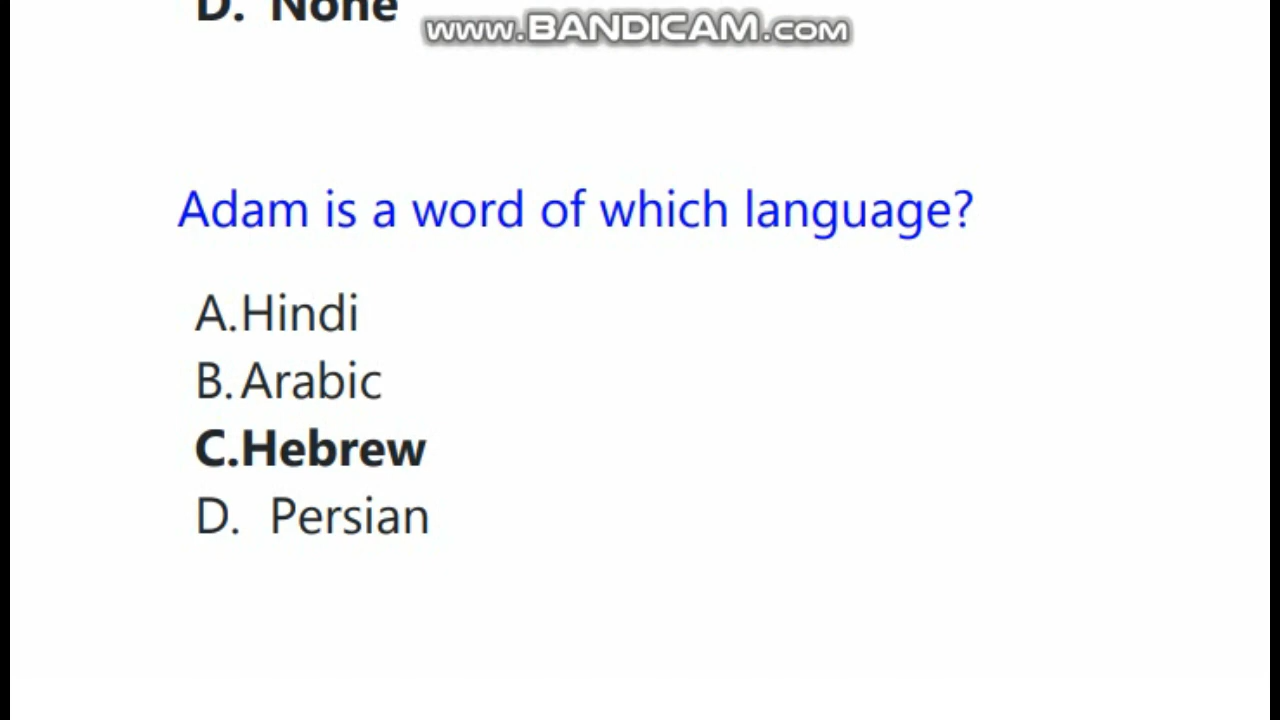 D. None
www.BANDICAM.com
Adam is a word of which language?
A.Hindi
B.Arabic
C.Hebrew
D. Persian